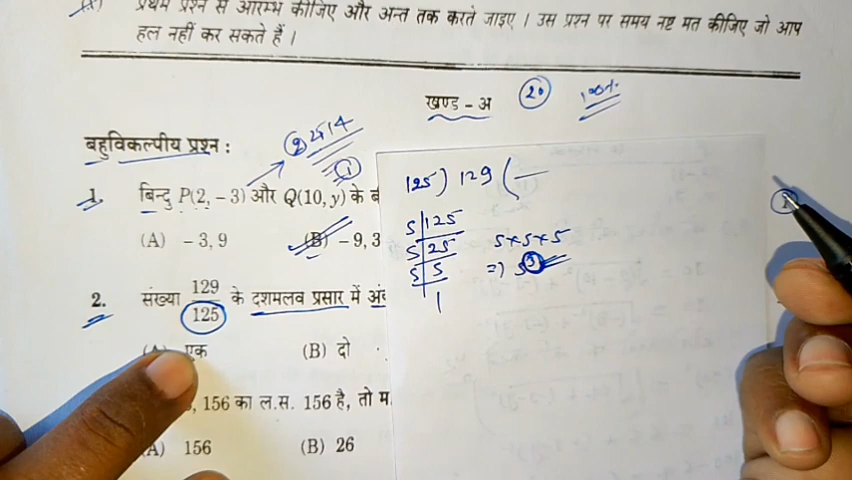 प्रथम प्रश्न से आरम्भ कीजिए और अन्त तक करते जाइए । उस प्रश्न पर समय नष्ट मत कीजिए जो आप
हल नहीं कर सकते हैं ।
खण्ड - अ
20
100%
बहुविकल्पीय प्रश्न :
1
1. बिन्दु P(2, – 3) और Q(10, y) के
(A) – 3, 9
(B) – 9, 3
2. संख्या 129/125 के दशमलव प्रसार में
एक
(B) दो
156 का ल.स. 156 है, तो
(A) 156
(B) 26
125) 129 (
5 | 125
5 | 25
5 | 5
1
5×5×5
=> 5³